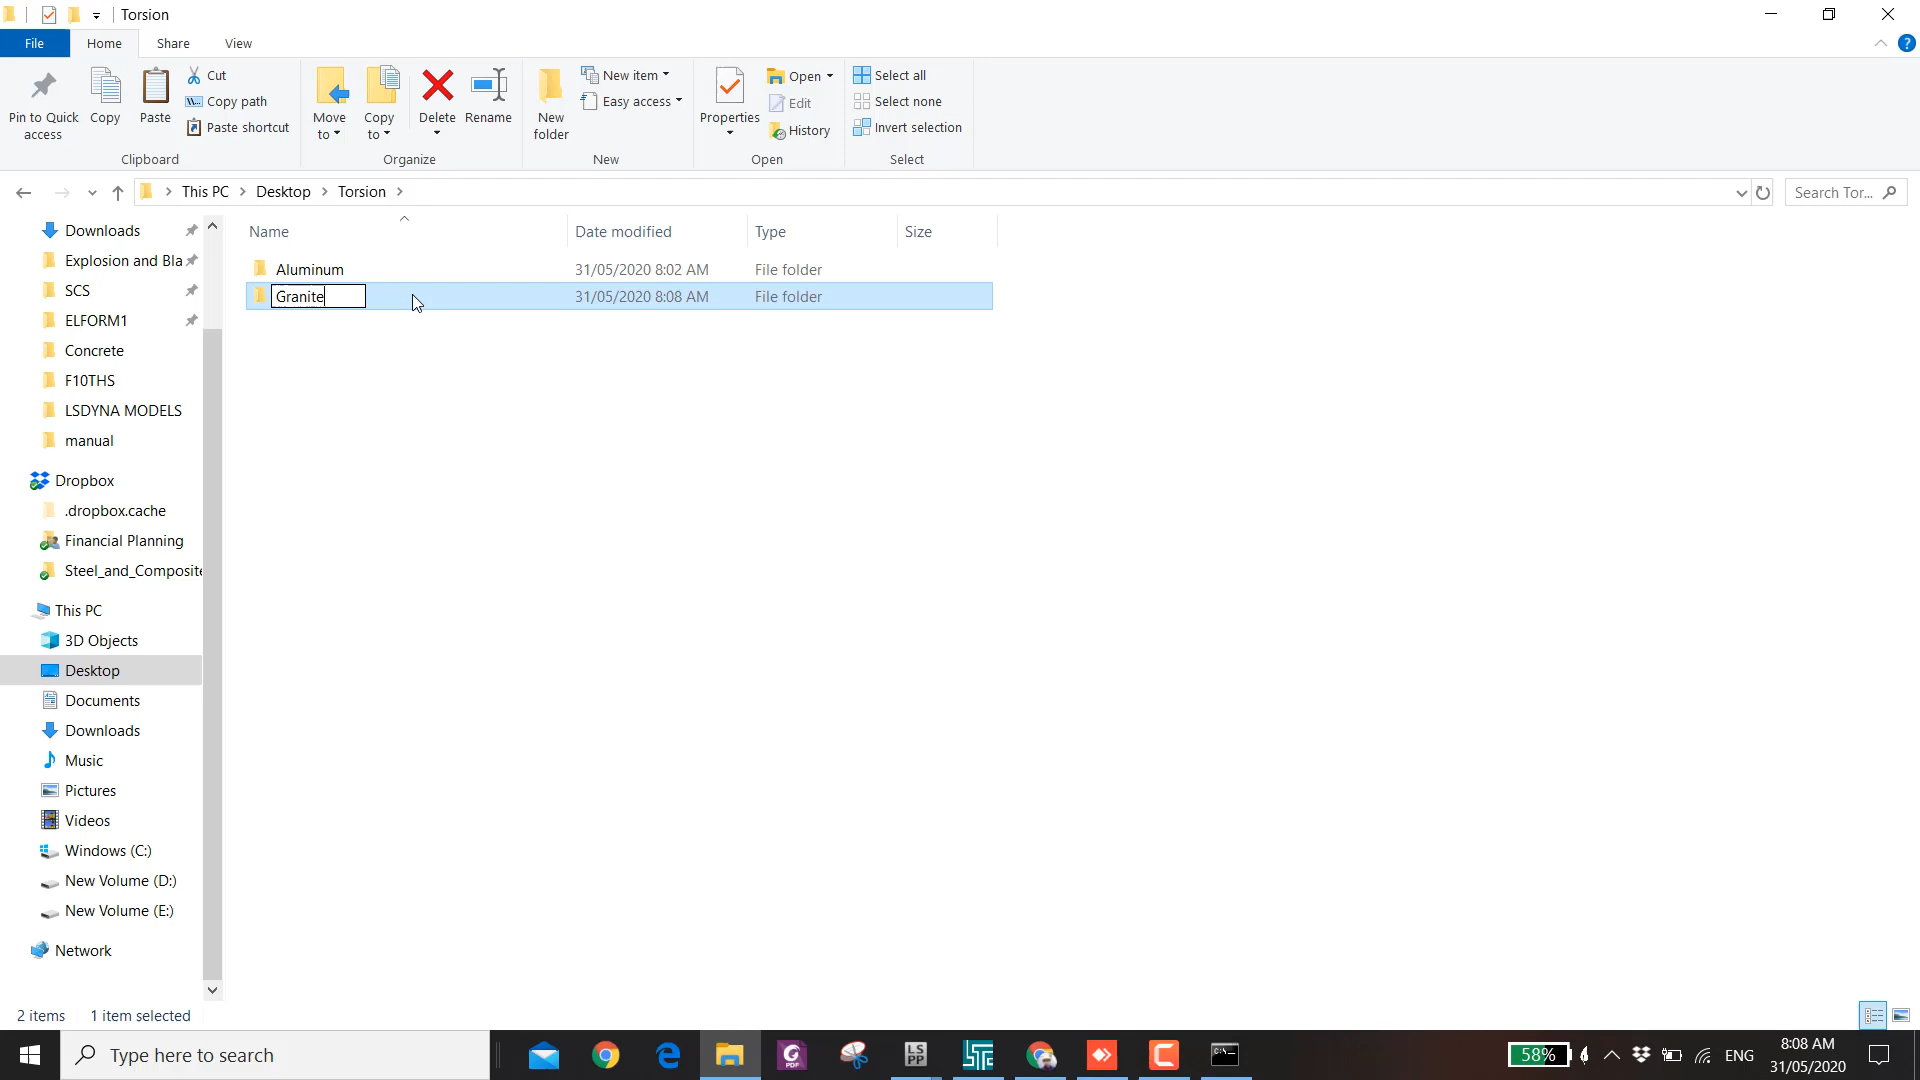 Torsion
File Home Share View
Pin to Quick access
Copy
Paste
Cut
Copy path
Paste shortcut
Clipboard
Move to
Copy to
Delete
Rename
Organize
New folder
New item
Easy access
New
Properties
Open
Edit
History
Open
Select all
Select none
Invert selection
Select
This PC Desktop Torsion
Search Tor...
Name Date modified Type Size
Aluminum 31/05/2020 8:02 AM File folder
Granite 31/05/2020 8:08 AM File folder
Downloads
Explosion and Bla
SCS
ELFORM1
Concrete
F10THS
LSDYNA MODELS
manual
Dropbox
.dropbox.cache
Financial Planning
Steel_and_Composite
This PC
3D Objects
Desktop
Documents
Downloads
Music
Pictures
Videos
Windows (C:)
New Volume (D:)
New Volume (E:)
Network
2 items 1 item selected
Type here to search
PDF
LS
PP
58%
ENG
8:08 AM
31/05/2020